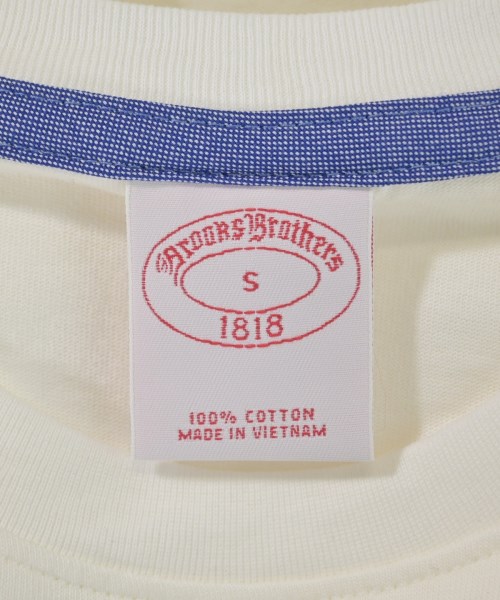 Brooks Brothers
S
1818
100% COTTON
MADE IN VIETNAM